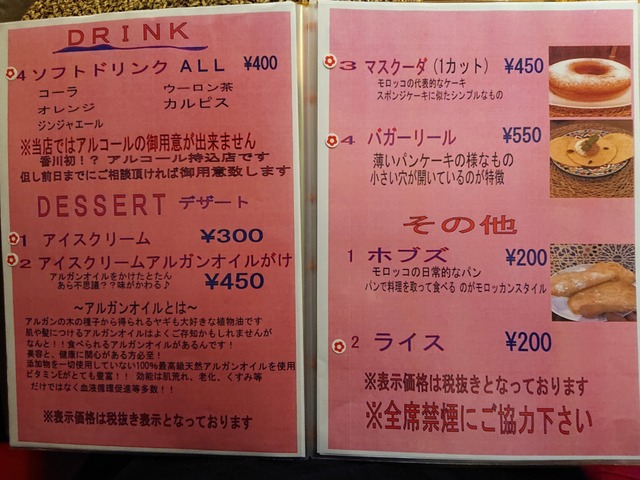 DRINK
4 ソフトドリンク ALL ¥400
コーラ
ウーロン茶
オレンジ
カルピス
ジンジャエール
※当店ではアルコールの御用意が出来ません
香川初！？ アルコール持込店です
但し前日までにご相談頂ければ御用意致します
DESSERT デザート
1 アイスクリーム ¥300
2 アイスクリームアルガンオイルがけ
アルガンオイルをかけたとたん
あら不思議？？味がかわる♪
¥450
～アルガンオイルとは～
アルガンの木の種子から得られるヤギも大好きな植物油です
肌や髪につけるアルガンオイルはよくご存知かもしれませんが
なんと！！食べられるアルガンオイルがあるんです！
美容と、健康に関心がある方必至！
添加物を一切使用していない100％最高級天然アルガンオイルを使用
ビタミンEがとても豊富！！ 効能は肌荒れ、老化、くすみ等
だけではなく血液循環促進等多数！！
※表示価格は税抜き表示となっております
3 マスクーダ（1カット） ¥450
モロッコの代表的なケーキ
スポンジケーキに似たシンプルなもの
4 バガーリール ¥550
薄いパンケーキの様なもの
小さい穴が開いているのが特徴
その他
1 ホブズ ¥200
モロッコの日常的なパン
パンで料理を取って食べる のがモロッカンスタイル
2 ライス ¥200
※表示価格は税抜きとなっております
※全席禁煙にご協力下さい